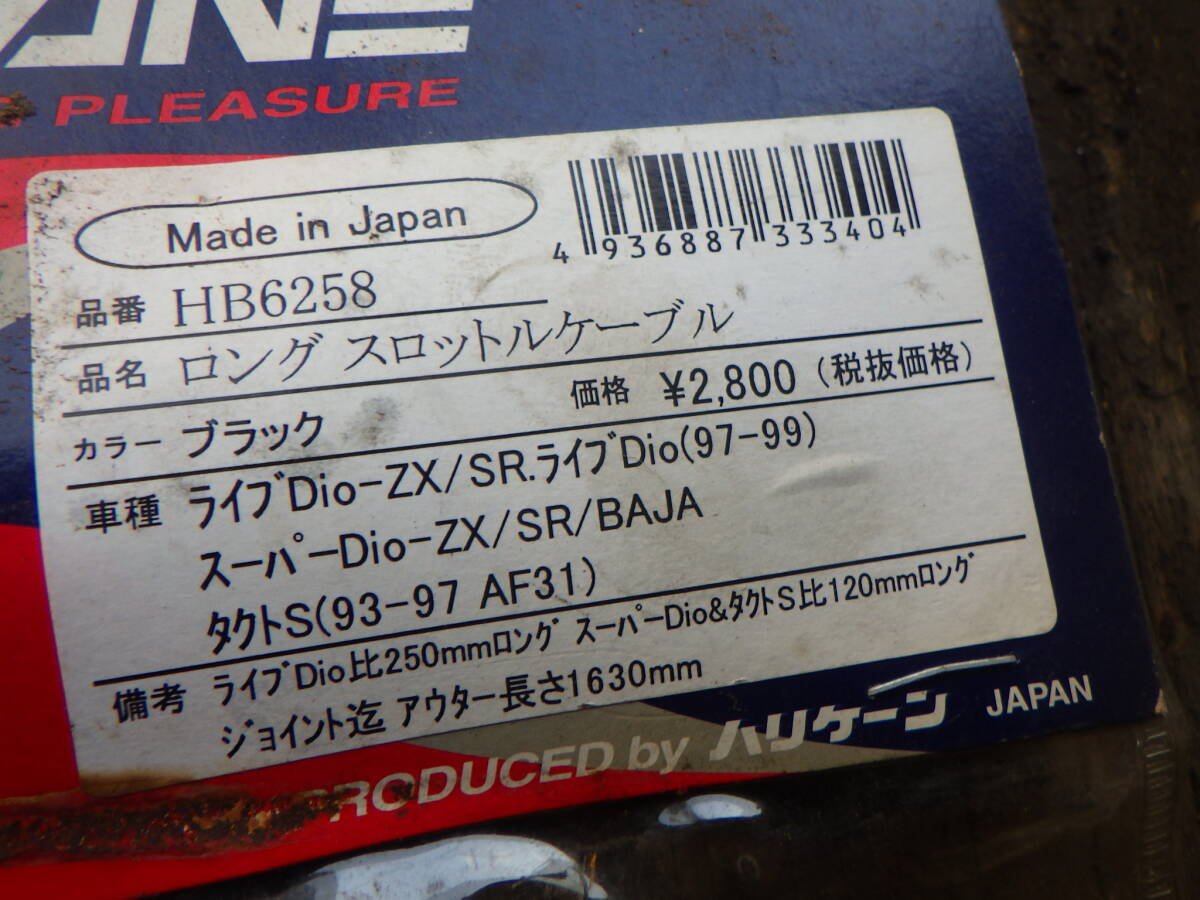 PLEASURE
Made in Japan
4 936887 333404
品番 HB6258
品名 ロング スロットルケーブル
価格 ¥2,800 (税抜価格)
カラー ブラック
車種 ライブDio-ZX/SR.ライブDio(97-99)
スーパーDio-ZX/SR/BAJA
タクトS(93-97 AF31)
備考 ライブDio比250mmロング スーパーDio&タクトS比120mmロング
ジョイント迄 アウター長さ1630mm
PRODUCED by ハリケーン JAPAN